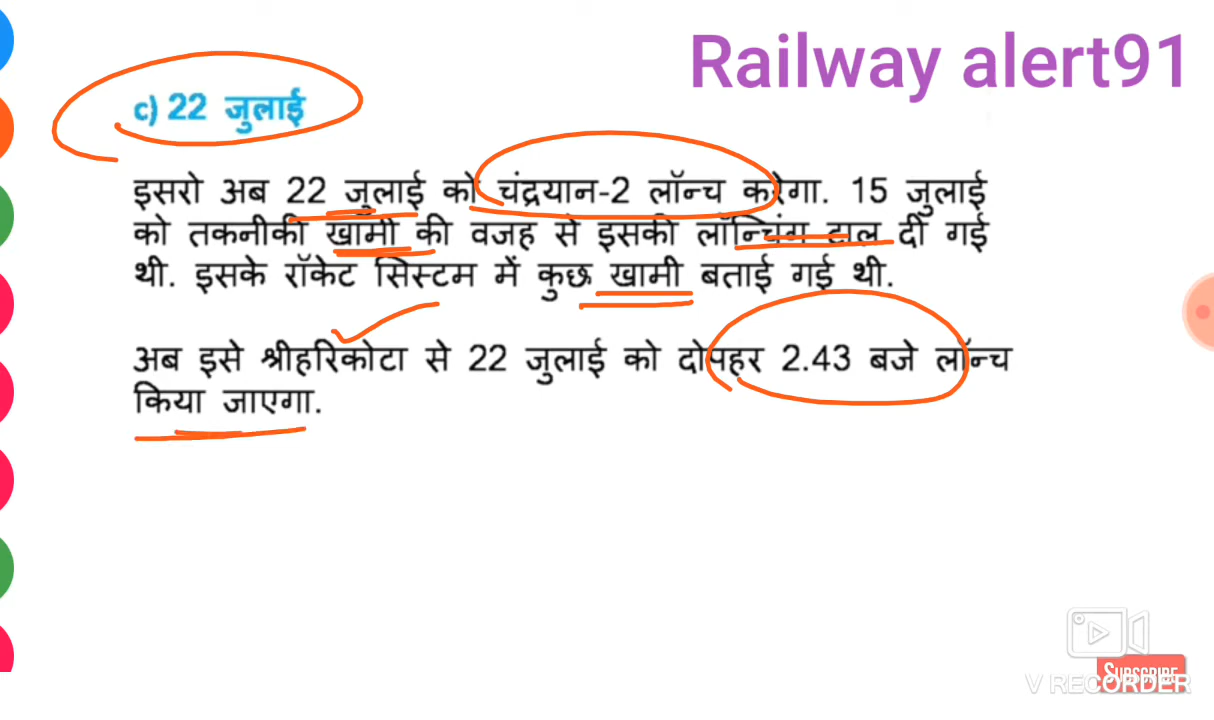 Railway alert91
c) 22 जुलाई
इसरो अब 22 जुलाई को चंद्रयान-2 लॉन्च करेगा. 15 जुलाई
को तकनीकी खामी की वजह से इसकी लॉन्चिंग टाल दी गई
थी. इसके रॉकेट सिस्टम में कुछ खामी बताई गई थी.
अब इसे श्रीहरिकोटा से 22 जुलाई को दोपहर 2.43 बजे लॉन्च
किया जाएगा.
SUBSCRIBE
V RECORDER